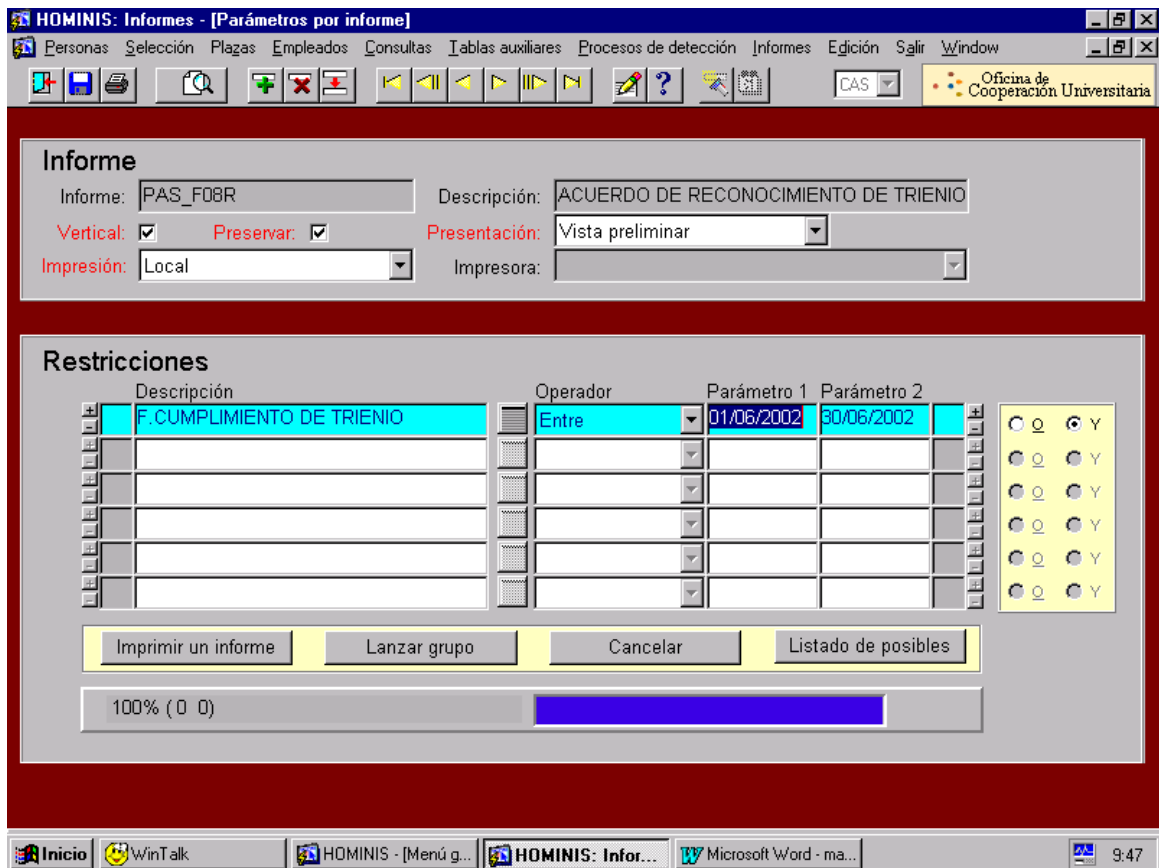 HOMINIS: Informes - [Parámetros por informe]
Personas Selección Plazas Empleados Consultas Tablas auxiliares Procesos de detección Informes Edición Salir Window
CAS Oficina de
Cooperación Universitaria
Informe
Informe: PAS_F08R Descripción: ACUERDO DE RECONOCIMIENTO DE TRIENIO
Vertical: Preservar: Presentación: Vista preliminar
Impresión: Local Impresora:
Restricciones
Descripción Operador Parámetro 1 Parámetro 2
F.CUMPLIMIENTO DE TRIENIO Entre 01/06/2002 30/06/2002 O Y
O Y
O Y
O Y
O Y
O Y
Imprimir un informe Lanzar grupo Cancelar Listado de posibles
100% ( 0 0)
Inicio WinTalk HOMINIS - [Menú g... HOMINIS: Infor... Microsoft Word - ma... 9:47